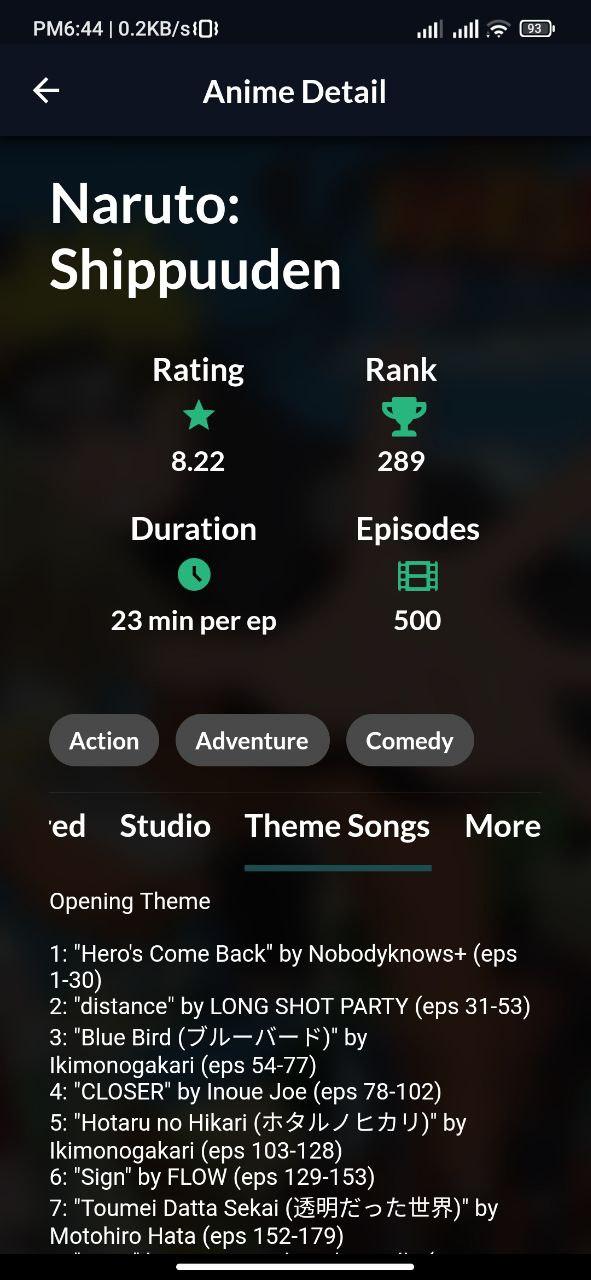 PM6:44 | 0.2KB/s
93
Anime Detail
Naruto:
Shippuuden
Rating
Rank
8.22
289
Duration
Episodes
23 min per ep
500
Action
Adventure
Comedy
red
Studio
Theme Songs
More
Opening Theme
1: "Hero's Come Back" by Nobodyknows+ (eps
1-30)
2: "distance" by LONG SHOT PARTY (eps 31-53)
3: "Blue Bird (ブルーバード)" by
Ikimonogakari (eps 54-77)
4: "CLOSER" by Inoue Joe (eps 78-102)
5: "Hotaru no Hikari (ホタルノヒカリ)" by
Ikimonogakari (eps 103-128)
6: "Sign" by FLOW (eps 129-153)
7: "Toumei Datta Sekai (透明だった世界)" by
Motohiro Hata (eps 152-179)